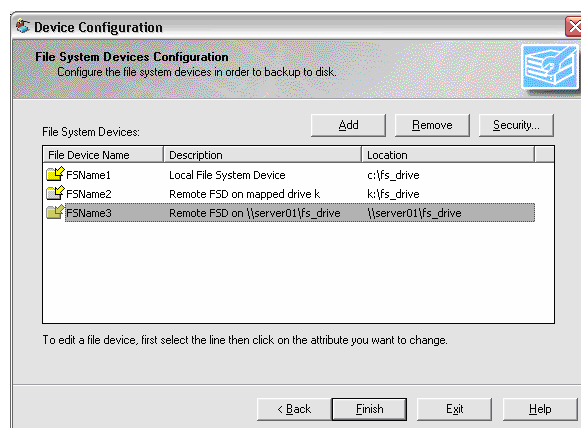 Device Configuration
File System Devices Configuration
Configure the file system devices in order to backup to disk.
File System Devices:
Add Remove Security...
File Device Name Description Location
FSName1 Local File System Device c:\fs_drive
FSName2 Remote FSD on mapped drive k k:\fs_drive
FSName3 Remote FSD on \\server01\fs_drive \\server01\fs_drive
To edit a file device, first select the line then click on the attribute you want to change.
< Back Finish Exit Help